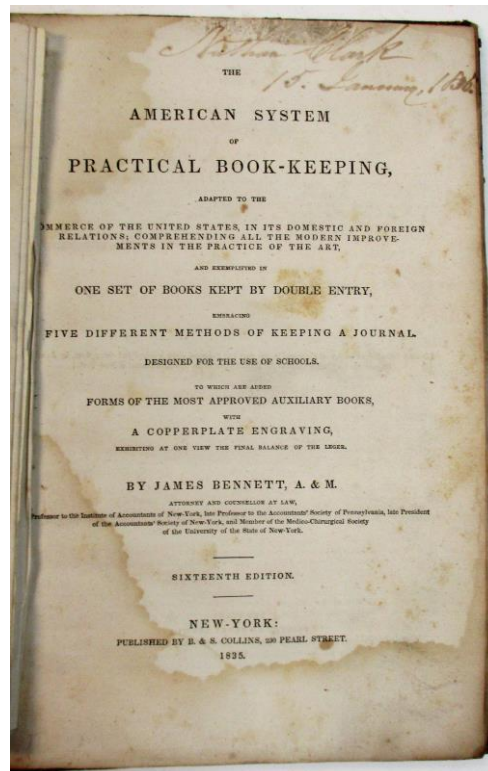 Nathan Clark
15. January, 1836.
THE
AMERICAN SYSTEM
OF
PRACTICAL BOOK-KEEPING,
ADAPTED TO THE
OMMERCE OF THE UNITED STATES, IN ITS DOMESTIC AND FOREIGN
RELATIONS; COMPREHENDING ALL THE MODERN IMPROVE-
MENTS IN THE PRACTICE OF THE ART,
AND EXEMPLIFIED IN
ONE SET OF BOOKS KEPT BY DOUBLE ENTRY,
EMBRACING
FIVE DIFFERENT METHODS OF KEEPING A JOURNAL.
DESIGNED FOR THE USE OF SCHOOLS.
TO WHICH ARE ADDED
FORMS OF THE MOST APPROVED AUXILIARY BOOKS,
WITH
A COPPERPLATE ENGRAVING,
EXHIBITING AT ONE VIEW THE FINAL BALANCE OF THE LEGER.
BY JAMES BENNETT, A. & M.
ATTORNEY AND COUNSELLOR AT LAW,
Professor to the Institute of Accountants of New-York, late Professor to the Accountants' Society of Pennsylvania, late President
of the Accountants' Society of New-York, and Member of the Medico-Chirurgical Society
of the University of the State of New-York.
SIXTEENTH EDITION.
NEW-YORK:
PUBLISHED BY B. & S. COLLINS, 230 PEARL STREET.
1835.